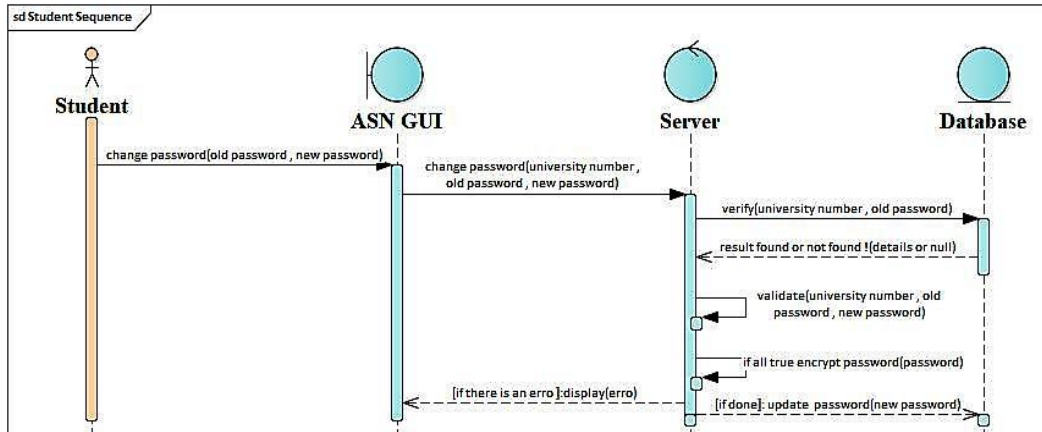 sd Student Sequence
Student
ASN GUI
Server
Database
change password(old password , new password)
change password(university number ,
old password , new password)
verify(university number , old password)
result found or not found !(details or null)
validate(university number , old
password , new password)
if all true encrypt password(password)
[if there is an erro ]:display(erro)
[if done]: update password(new password)